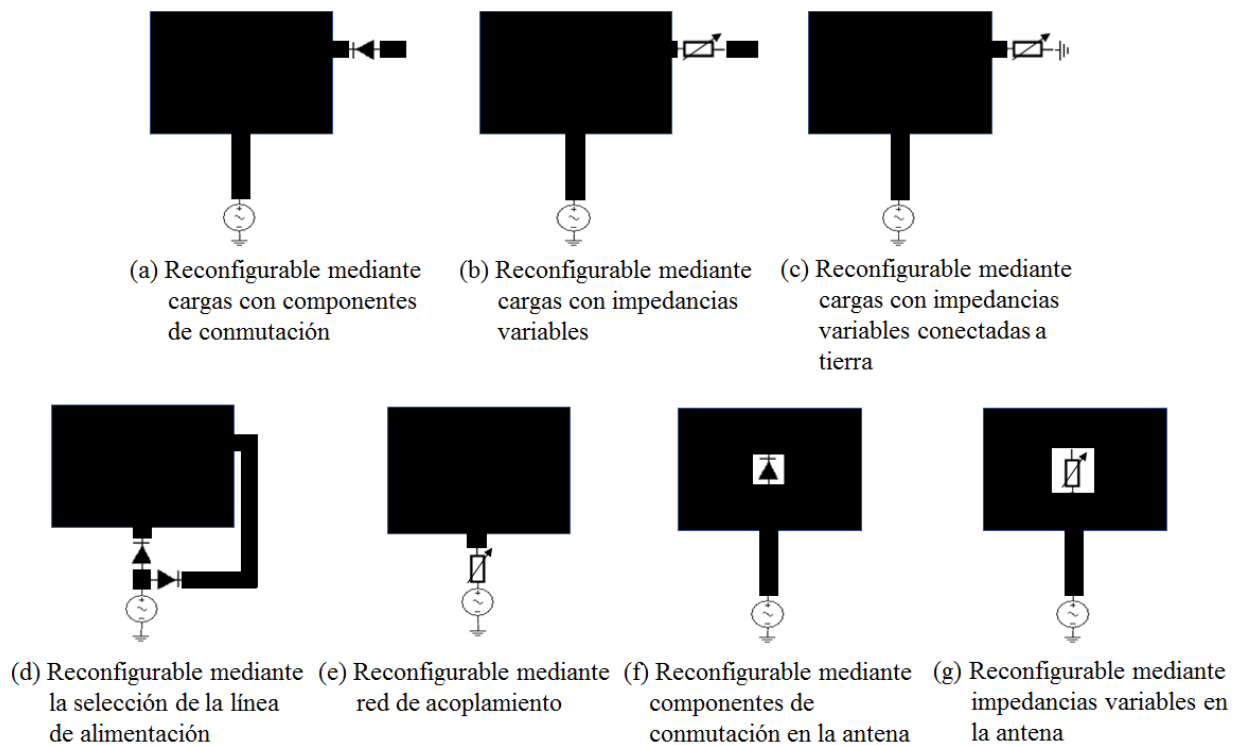 (a) Reconfigurable mediante
cargas con componentes
de conmutación
(b) Reconfigurable mediante
cargas con impedancias
variables
(c) Reconfigurable mediante
cargas con impedancias
variables conectadas a
tierra
(d) Reconfigurable mediante
la selección de la línea
de alimentación
(e) Reconfigurable mediante
red de acoplamiento
(f) Reconfigurable mediante
componentes de
conmutación en la antena
(g) Reconfigurable mediante
impedancias variables en
la antena